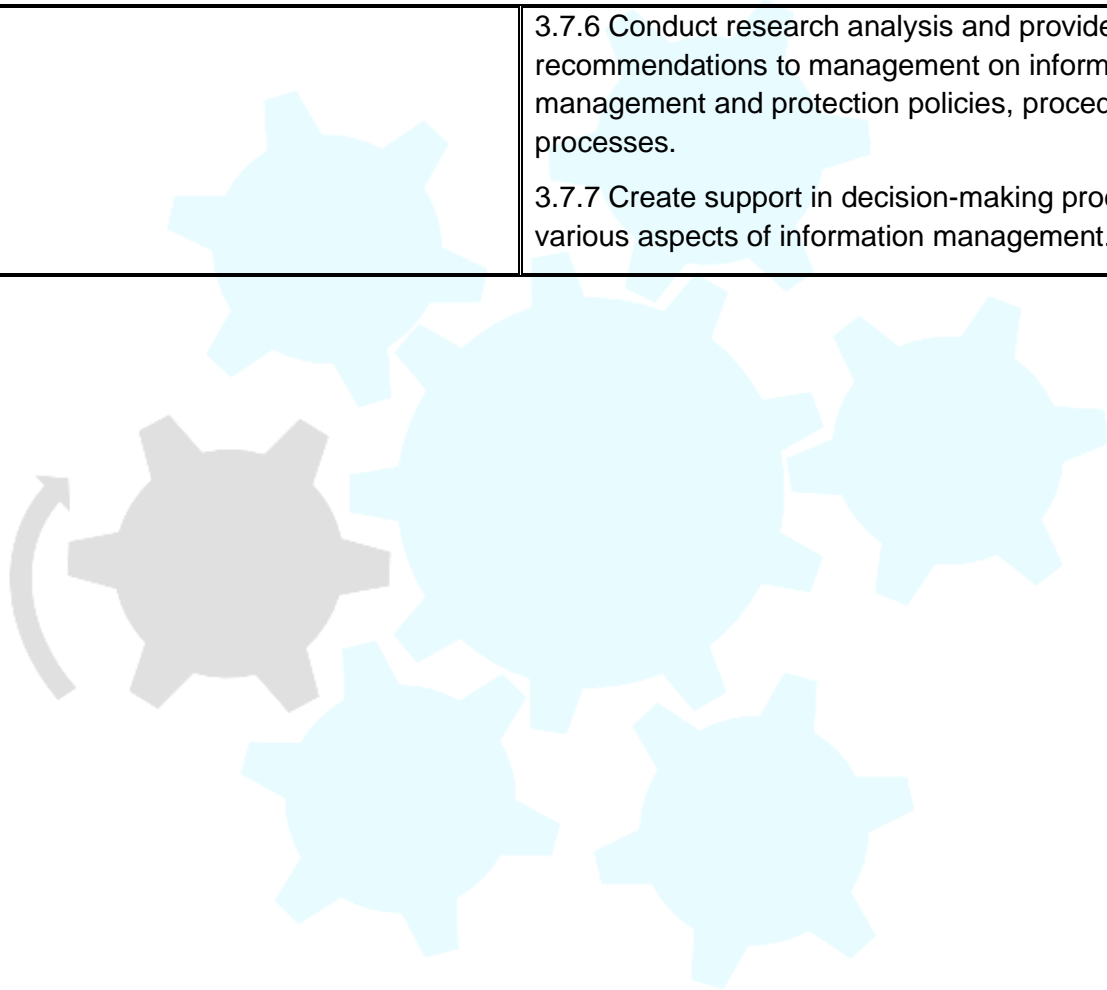 3.7.6 Conduct research analysis and provide
recommendations to management on inform
management and protection policies, proced
processes.
3.7.7 Create support in decision-making pro
various aspects of information management.